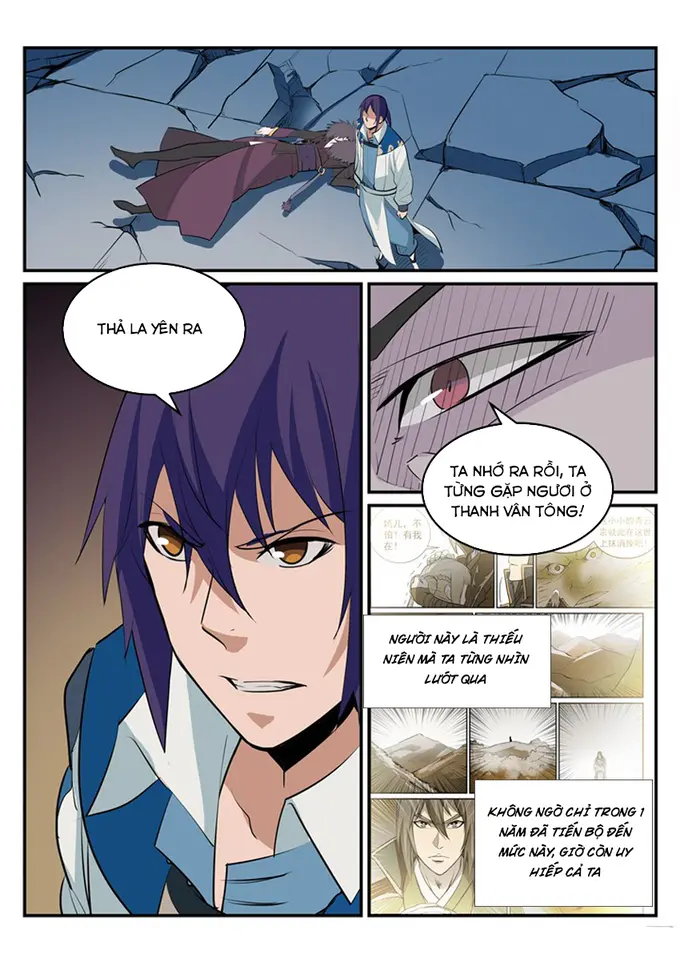 THẢ LA YÊN RA
TA NHỚ RA RỒI, TA
TỪNG GẶP NGƯƠI Ở
THANH VÂN TÔNG!
在！
NGƯỜI NÀY LÀ THIẾU
NIÊN MÀ TA TỪNG NHÌN
LƯỚT QUA
KHÔNG NGỜ CHỈ TRONG 1
NĂM ĐÃ TIẾN BỘ ĐẾN
MỨC NÀY, GIỜ CÒN UY
HIẾP CẢ TA